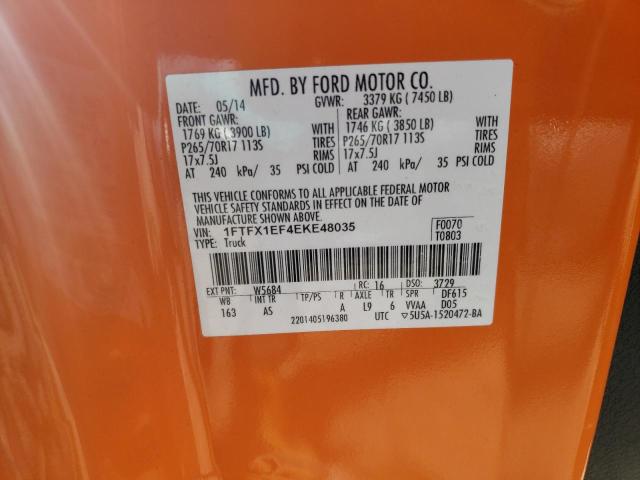 MFD. BY FORD MOTOR CO.
DATE: 05/14 GVWR: 3379 KG ( 7450 LB)
FRONT GAWR: REAR GAWR:
1769 KG ( 3900 LB) WITH 1746 KG ( 3850 LB) WITH
P265/70R17 113S TIRES P265/70R17 113S TIRES
17x7.5J RIMS 17x7.5J RIMS
AT 240 kPa/ 35 PSI COLD AT 240 kPa/ 35 PSI COLD
THIS VEHICLE CONFORMS TO ALL APPLICABLE FEDERAL MOTOR
VEHICLE SAFETY STANDARDS IN EFFECT ON THE DATE OF
MANUFACTURE SHOWN ABOVE.
VIN: 1FTFX1EF4EKE48035 F0070
TYPE: Truck T0803
EXT PNT: W5684 RC: 16 DSO: 3729
WB INT TR TP/PS R AXLE TR SPR DF615
163 AS A L9 6 VVAA D05
2201405196380 UTC ▽5U5A-1520472-BA